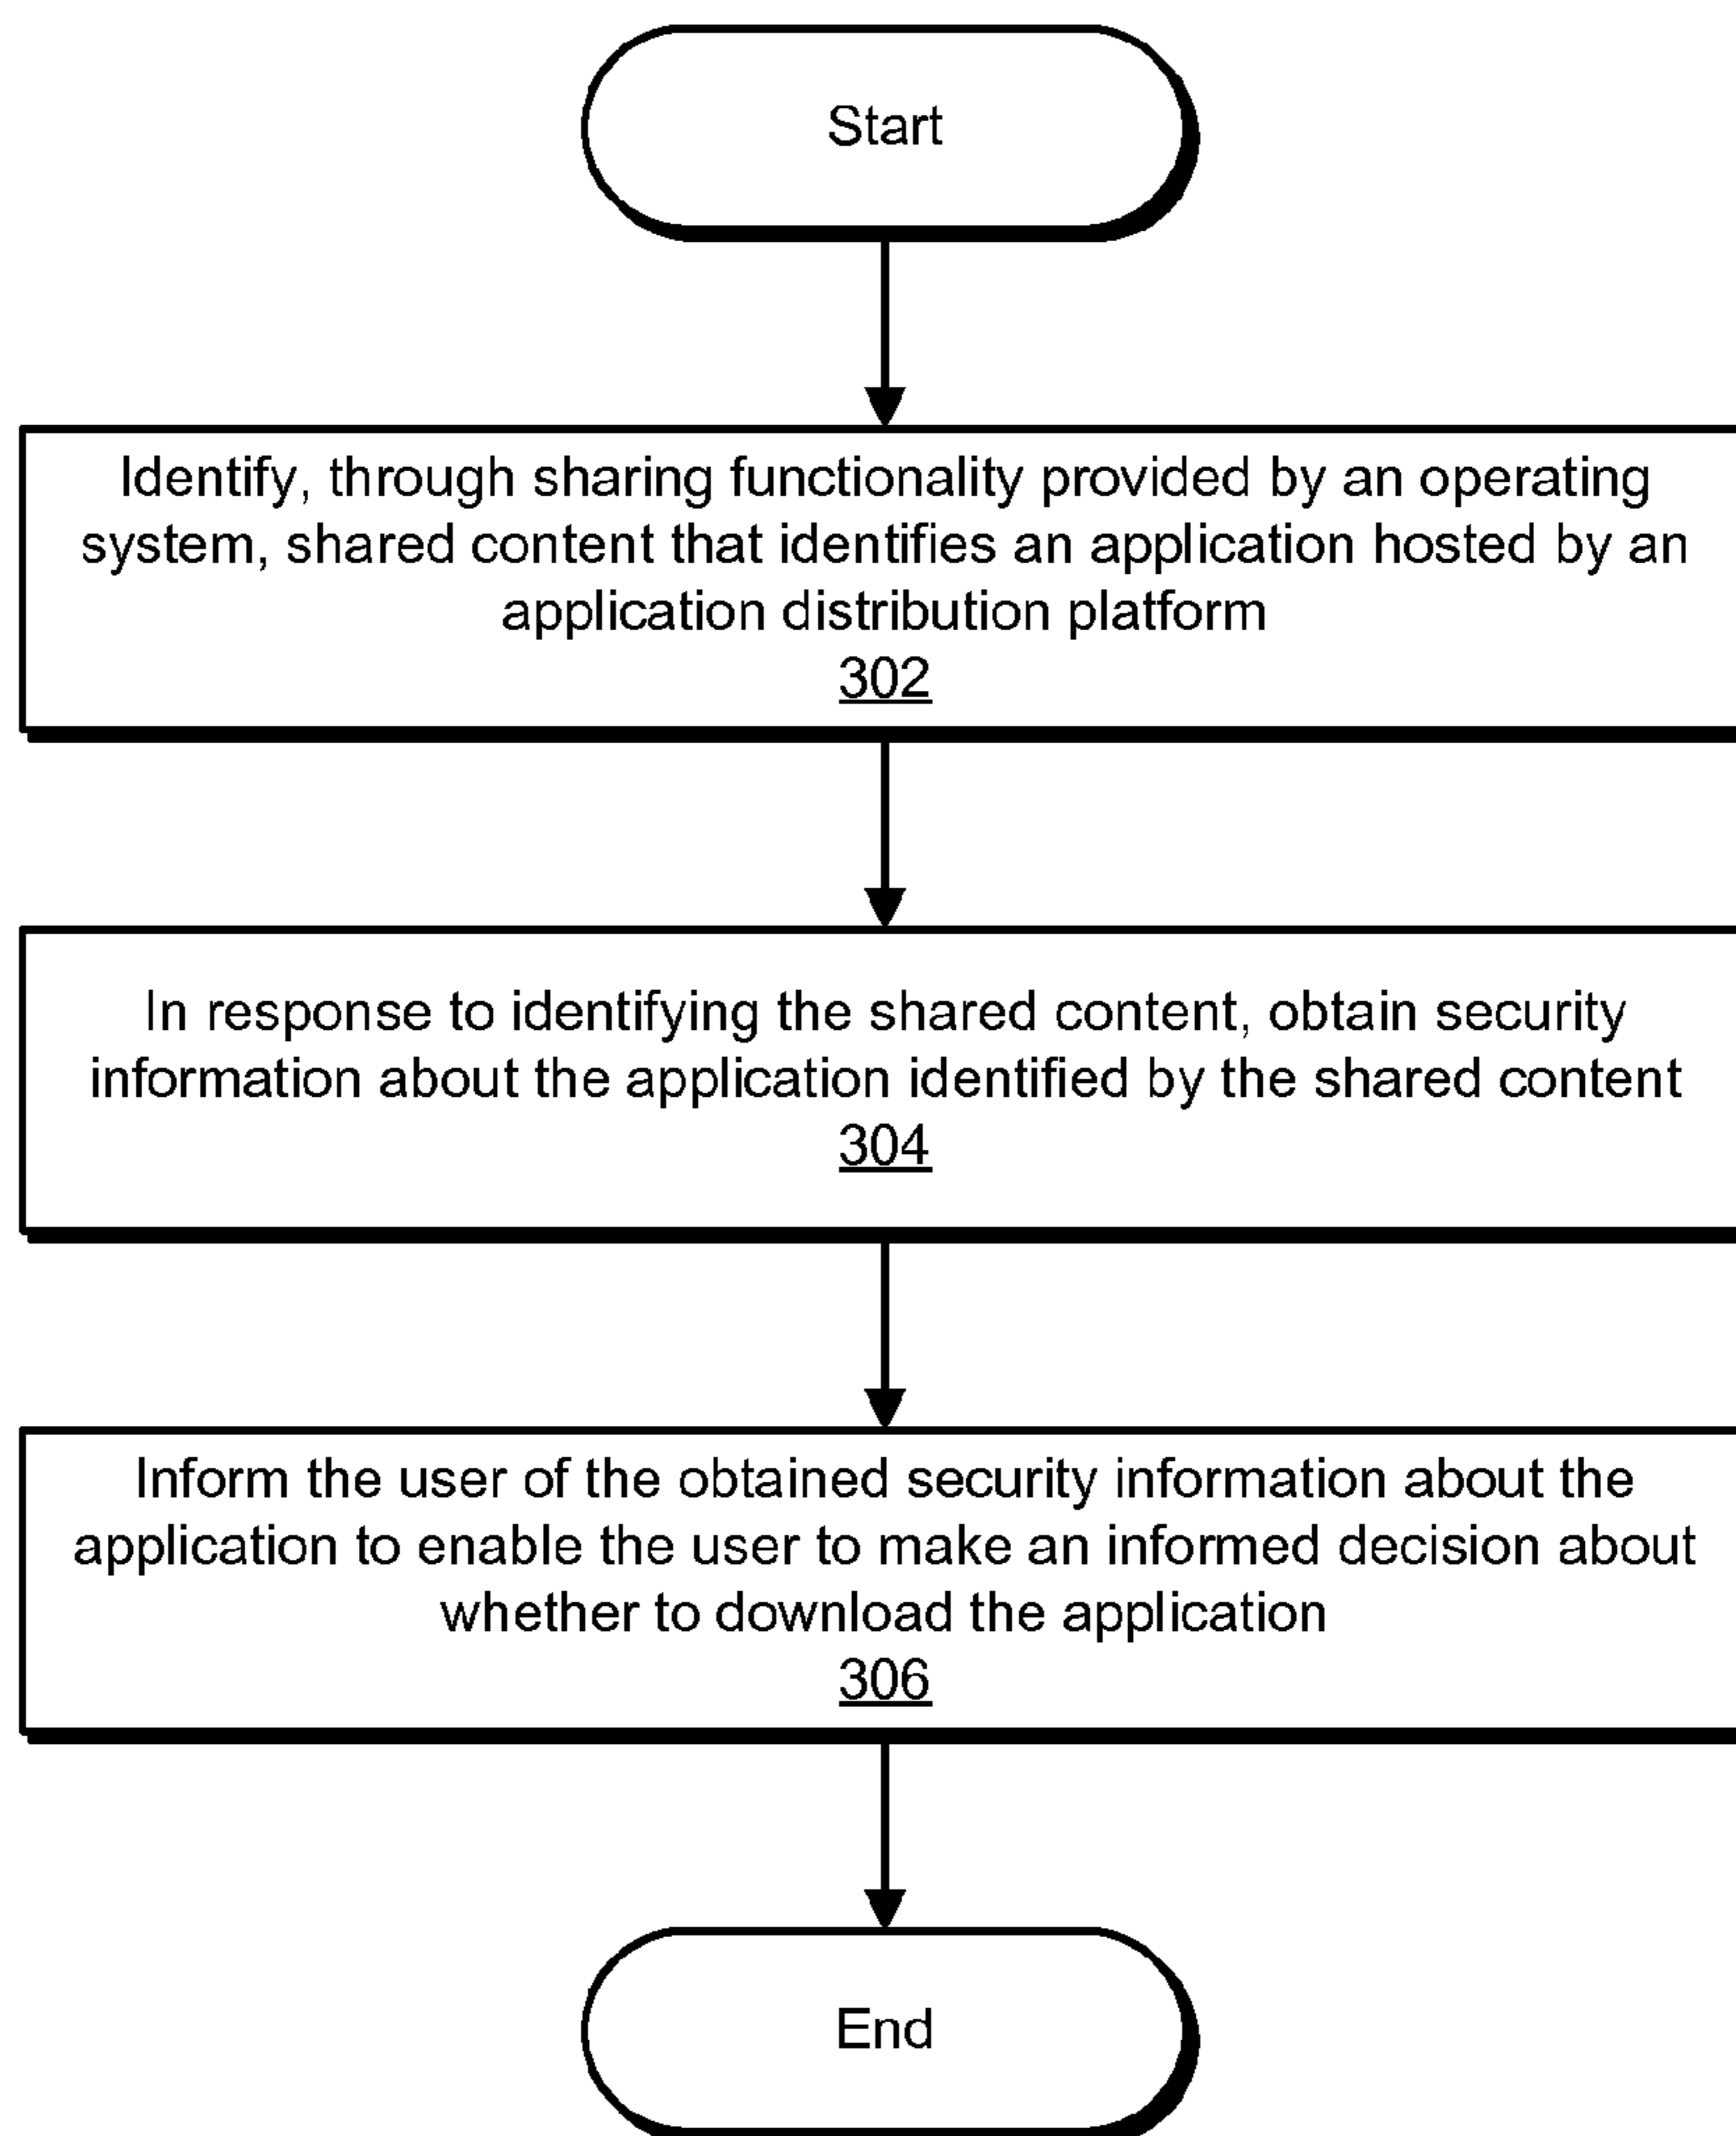 Start
Identify, through sharing functionality provided by an operating
system, shared content that identifies an application hosted by an
application distribution platform
302
In response to identifying the shared content, obtain security
information about the application identified by the shared content
304
Inform the user of the obtained security information about the
application to enable the user to make an informed decision about
whether to download the application
306
End